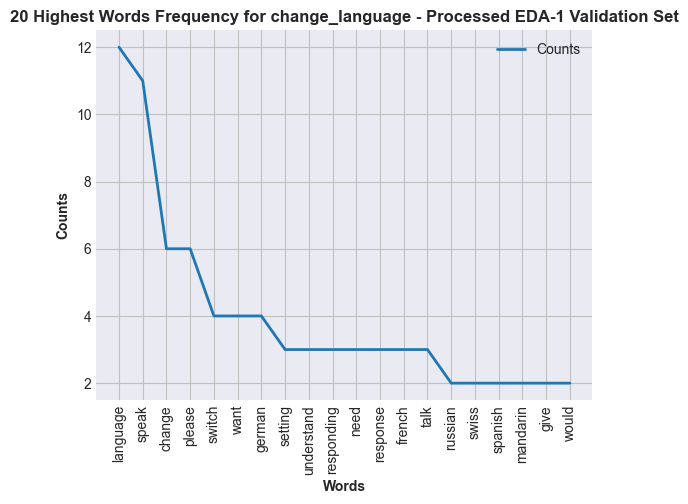 20 Highest Words Frequency for change_language - Processed EDA-1 Validation Set
Counts
12
10
8
6
4
2
Counts
language
speak
change
please
switch
want
german
setting
understand
responding
need
response
french
talk
russian
swiss
spanish
mandarin
give
would
Words